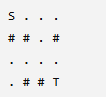 S . . .
# # . #
. . . .
. # # T